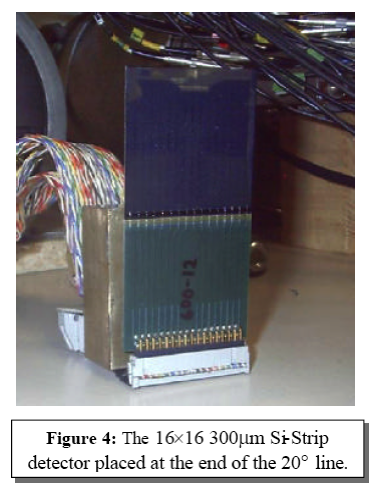 600-12
Figure 4: The 16×16 300μm Si-Strip
detector placed at the end of the 20° line.